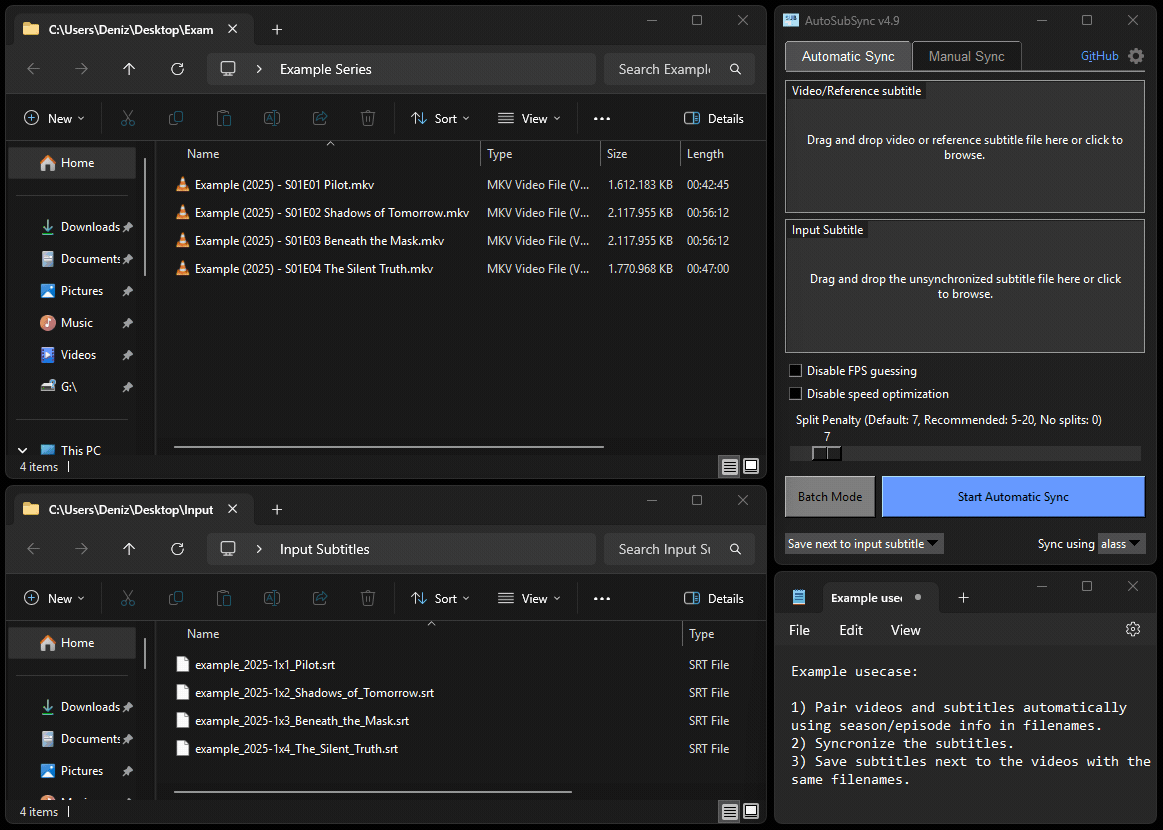 C:\Users\Deniz\Desktop\Exam
Example Series
Search Exampl
New
Sort
View
Details
Name
Type
Size
Length
Home
Downloads
Documents
Pictures
Music
Videos
G:\
This PC
Example (2025) - S01E01 Pilot.mkv MKV Video File (V... 1.612.183 KB 00:42:45
Example (2025) - S01E02 Shadows of Tomorrow.mkv MKV Video File (V... 2.117.955 KB 00:56:12
Example (2025) - S01E03 Beneath the Mask.mkv MKV Video File (V... 2.117.955 KB 00:56:12
Example (2025) - S01E04 The Silent Truth.mkv MKV Video File (V... 1.770.968 KB 00:47:00
4 items
C:\Users\Deniz\Desktop\Input
Input Subtitles
Search Input Su
New
Sort
View
Details
Name
Type
Home
Downloads
Documents
Pictures
example_2025-1x1_Pilot.srt SRT File
example_2025-1x2_Shadows_of_Tomorrow.srt SRT File
example_2025-1x3_Beneath_the_Mask.srt SRT File
example_2025-1x4_The_Silent_Truth.srt SRT File
4 items
SUB
AutoSubSync v4.9
Automatic Sync
Manual Sync
GitHub
Video/Reference subtitle
Drag and drop video or reference subtitle file here or click to
browse.
Input Subtitle
Drag and drop the unsynchronized subtitle file here or click
to browse.
Disable FPS guessing
Disable speed optimization
Split Penalty (Default: 7, Recommended: 5-20, No splits: 0)
7
Batch Mode
Start Automatic Sync
Save next to input subtitle
Sync using alass
Example usec
File
Edit
View
Example usecase:
1) Pair videos and subtitles automatically
using season/episode info in filenames.
2) Syncronize the subtitles.
3) Save subtitles next to the videos with the
same filenames.